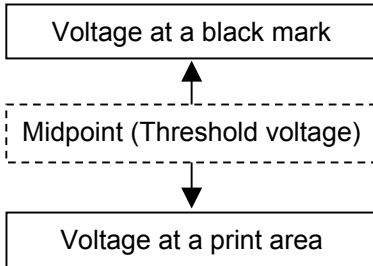 Voltage at a black mark
Midpoint (Threshold voltage)
Voltage at a print area